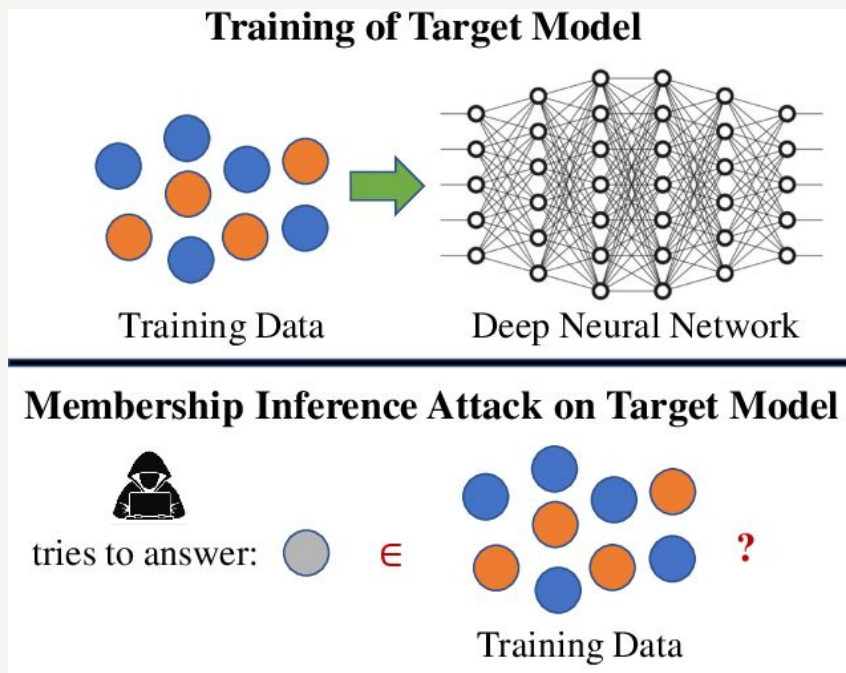 Training of Target Model
Training Data
Deep Neural Network
Membership Inference Attack on Target Model
tries to answer: ∈ ?
Training Data